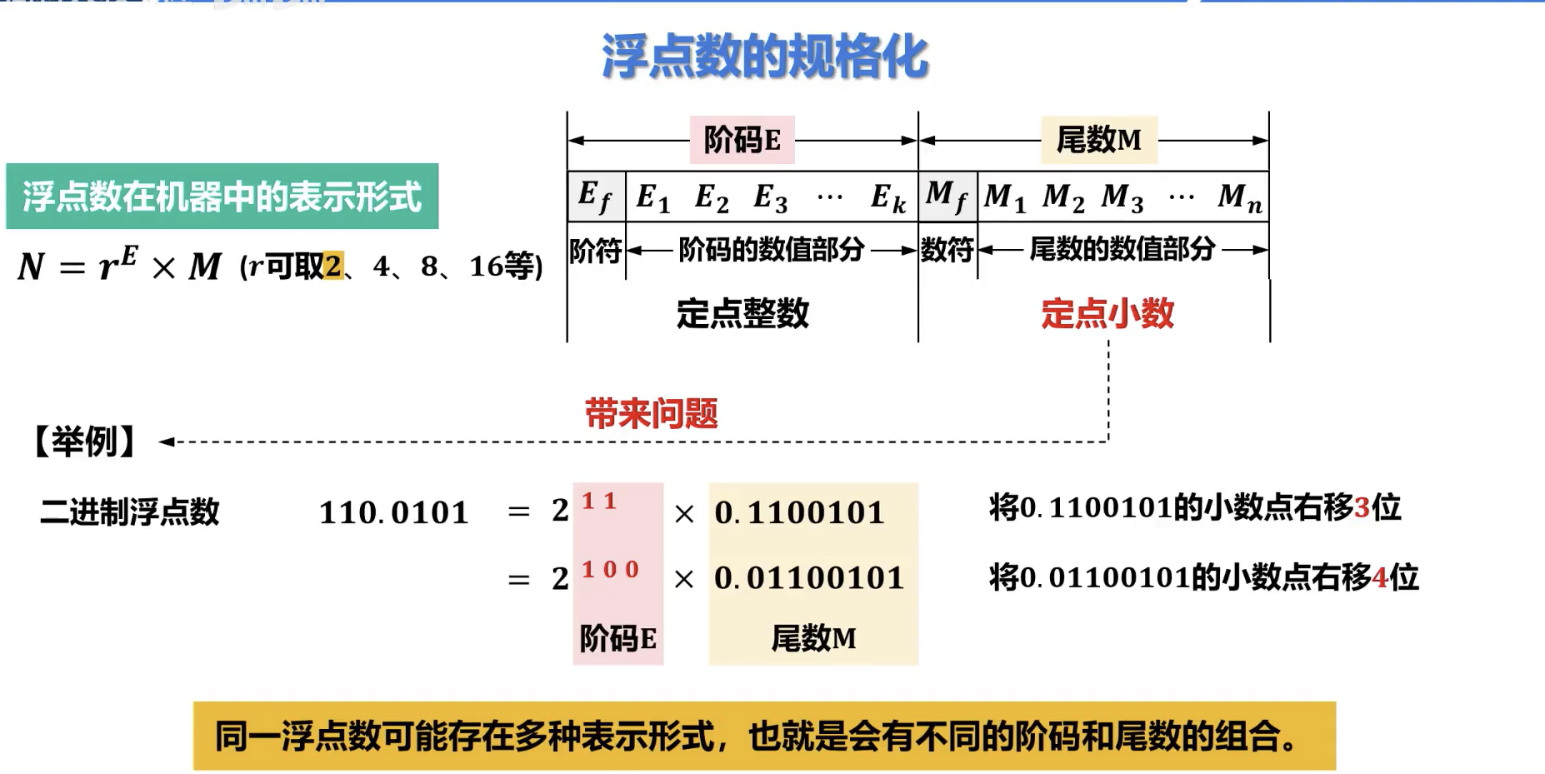 浮点数的规格化
阶码E 尾数M
浮点数在机器中的表示形式
E_f E_1 E_2 E_3 ⋯ E_k M_f M_1 M_2 M_3 ⋯ M_n
阶符 阶码的数值部分 数符 尾数的数值部分
N = r^E × M (r可取2、4、8、16等)
定点整数 定点小数
带来问题
【举例】
二进制浮点数 110.0101 = 2^11 × 0.1100101 将0.1100101的小数点右移3位
= 2^100 × 0.01100101 将0.01100101的小数点右移4位
阶码E 尾数M
同一浮点数可能存在多种表示形式，也就是会有不同的阶码和尾数的组合。